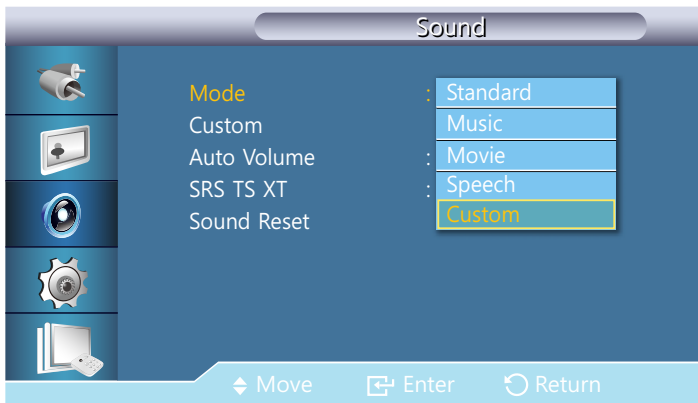 Sound
Mode : Standard
Custom Music
Auto Volume : Movie
SRS TS XT : Speech
Sound Reset Custom
Move Enter Return